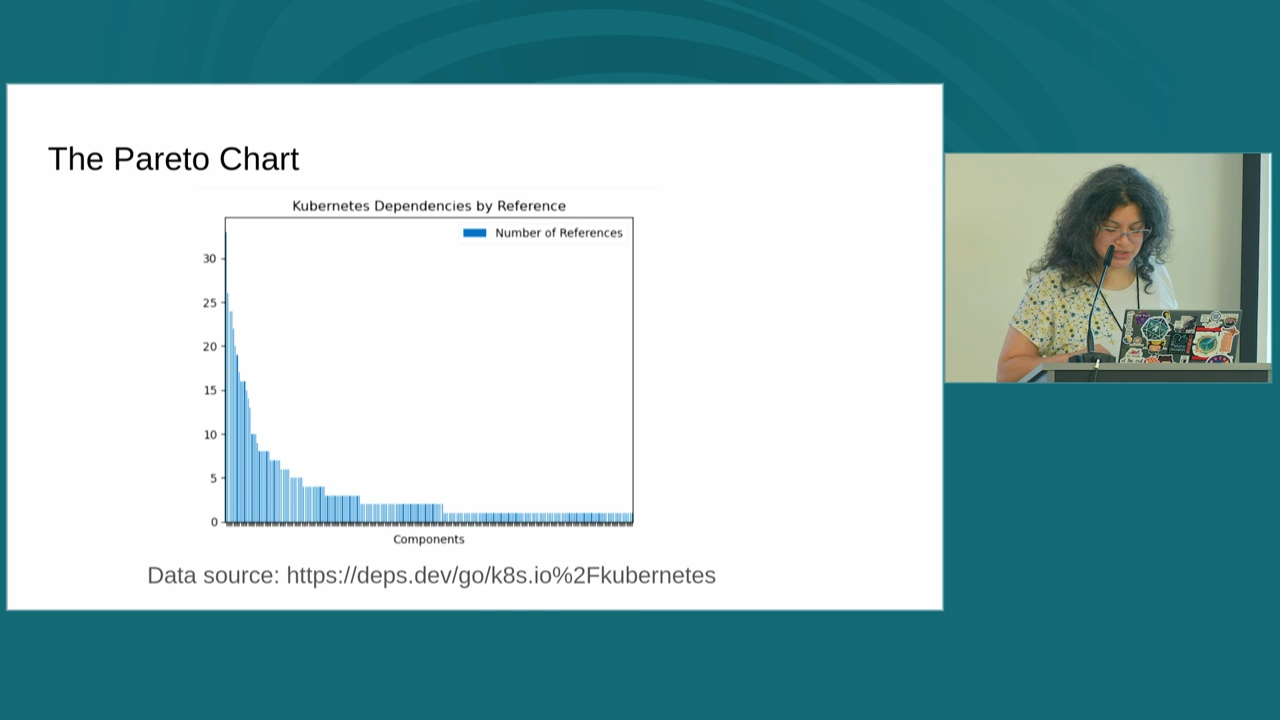 The Pareto Chart
Kubernetes Dependencies by Reference
Number of References
30
25
20
15
10
5
0
Components
Data source: https://deps.dev/go/k8s.io%2Fkubernetes